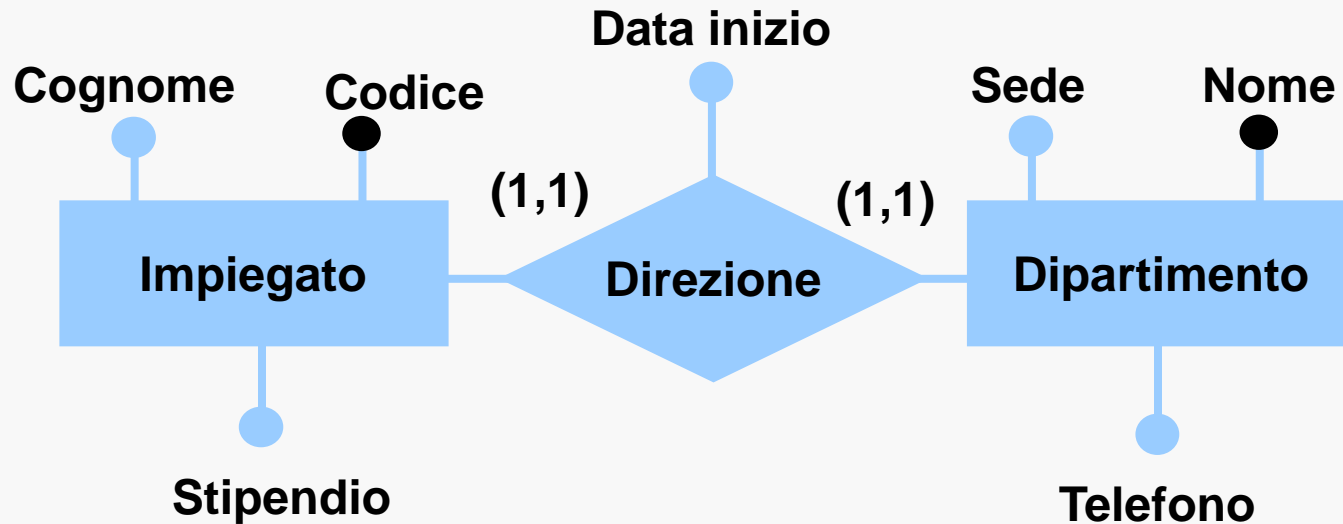 Data inizio
Cognome
Codice
Sede
Nome
(1,1)
(1,1)
Impiegato
Direzione
Dipartimento
Stipendio
Telefono